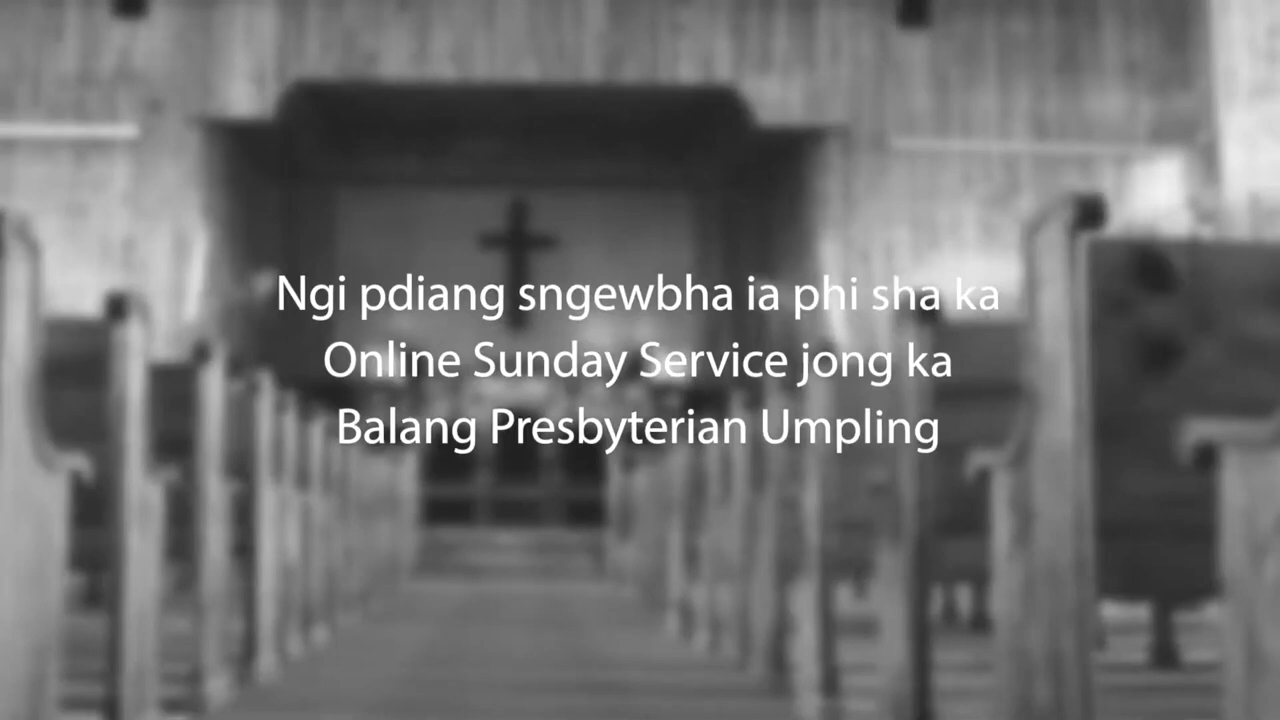 Ngi pdiang sngewbha ia phi sha ka
Online Sunday Service jong ka
Balang Presbyterian Umpling